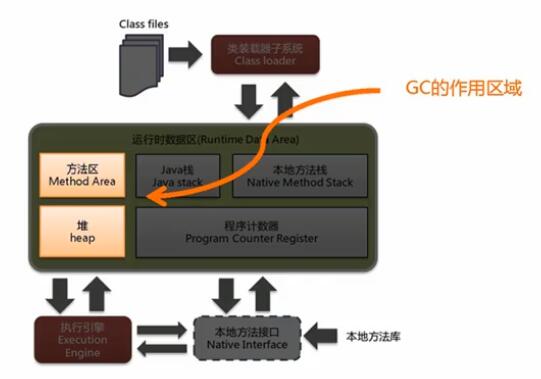 Class files
类装载器子系统
Class loader
GC的作用区域
运行时数据区(Runtime Data Area)
方法区
Method Area
Java栈
Java stack
本地方法栈
Native Method Stack
堆
heap
程序计数器
Program Counter Register
执行引擎
Execution
Engine
本地方法接口
Native Interface
本地方法库